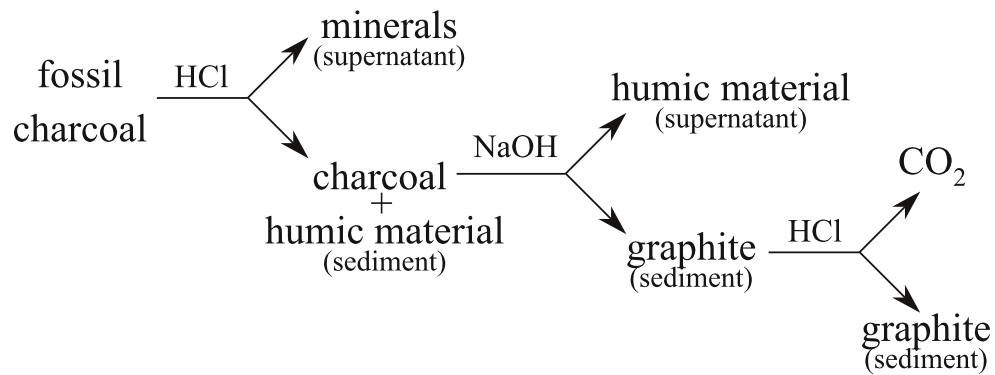 fossil
charcoal
HCl
minerals
(supernatant)
charcoal
+
humic material
(sediment)
NaOH
humic material
(supernatant)
graphite
(sediment)
HCl
CO₂
graphite
(sediment)